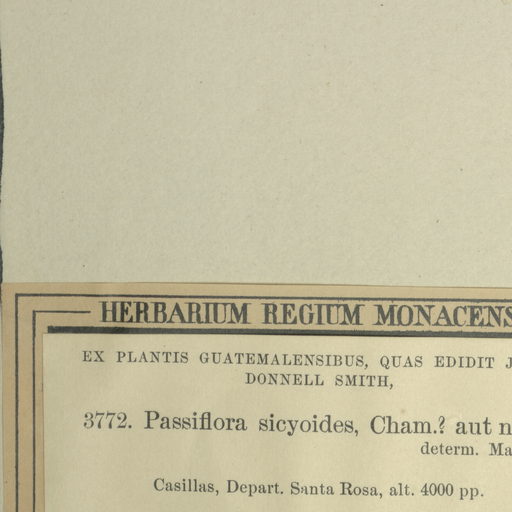 HERBARIUM REGIUM MONACENS
EX PLANTIS GUATEMALENSIBUS, QUAS EDIDIT J
DONNELL SMITH,
3772. Passiflora sicyoides, Cham.? aut n
determ. Ma
Casillas, Depart. Santa Rosa, alt. 4000 pp.